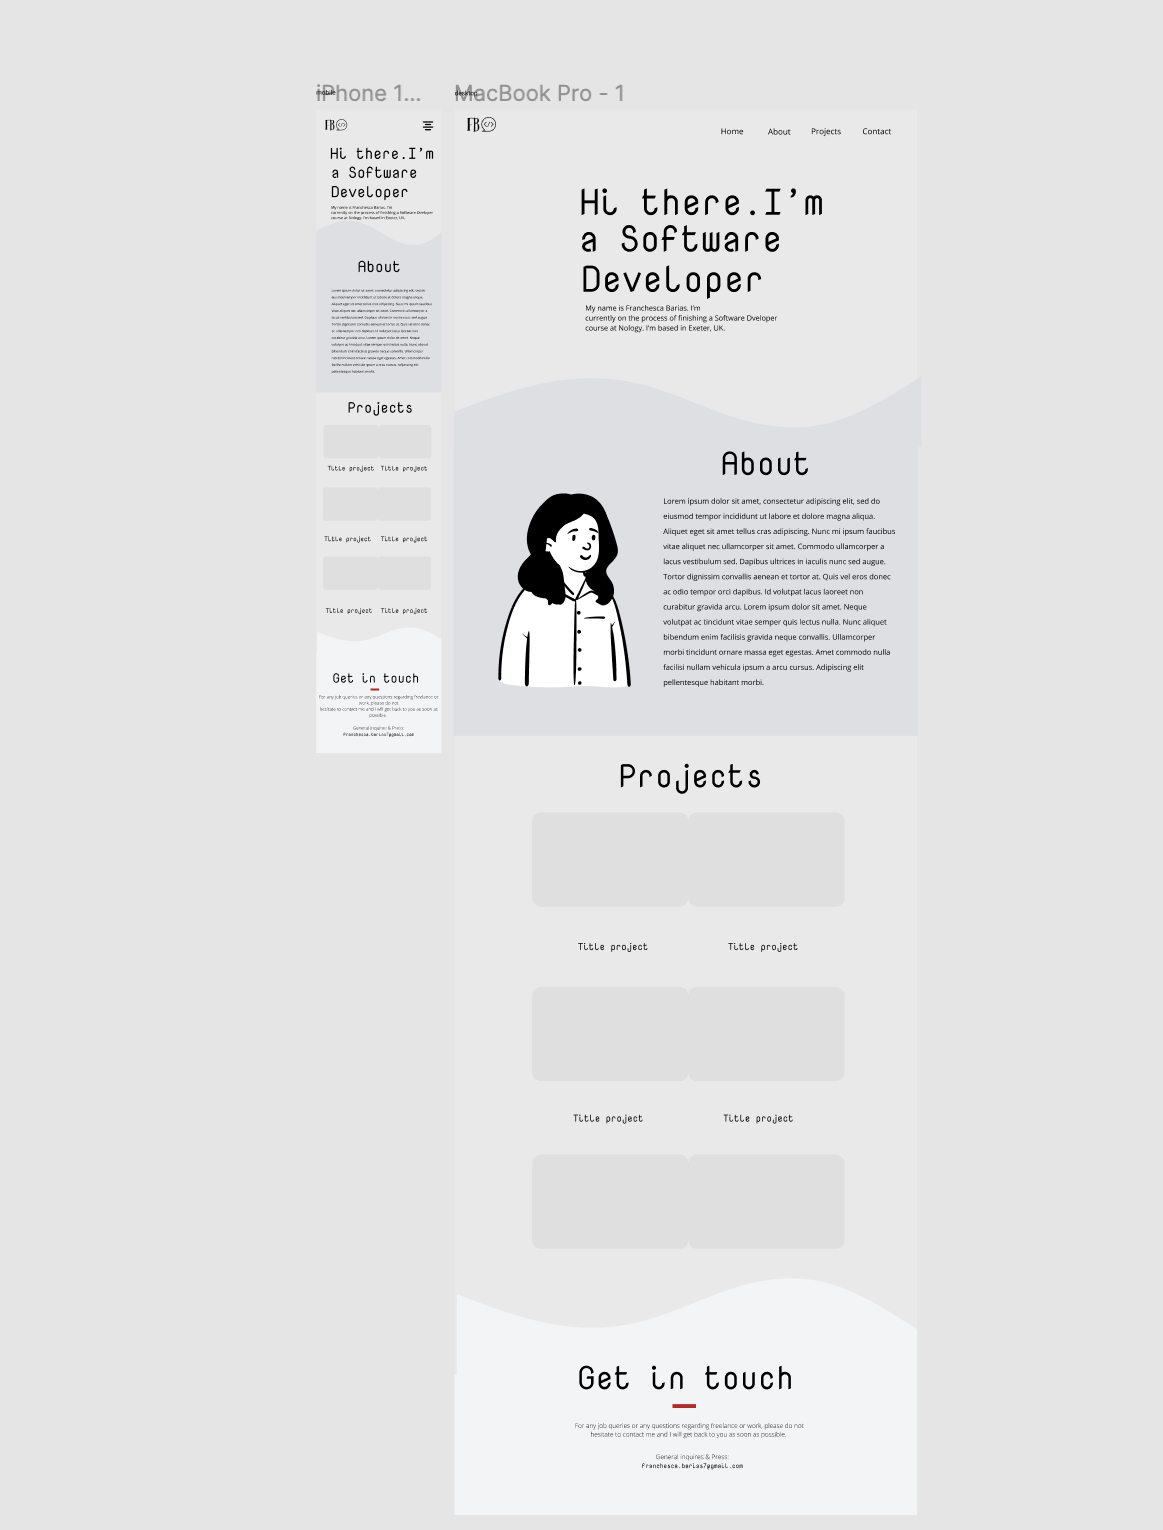 iPhone 1...
mobile
FB </>
Hi there.I'm
a Software
Developer
My name is Franchesca Barias. I'm
currently on the process of finishing a Software Dveloper
course at Nology. I'm based in Exeter, UK.
About
Projects
Title project Title project
Title project Title project
Title project Title project
Get in touch
For any job queries or any questions regarding freelance or
work, please do not
hesitate to contact me and I will get back to you as soon as
possible.
General inquires & Press:
franchesca.barias7@gmail.com
MacBook Pro - 1
desktop
FB </>
Home About Projects Contact
Hi there.I'm
a Software
Developer
My name is Franchesca Barias. I'm
currently on the process of finishing a Software Dveloper
course at Nology. I'm based in Exeter, UK.
About
Lorem ipsum dolor sit amet, consectetur adipiscing elit, sed do
eiusmod tempor incididunt ut labore et dolore magna aliqua.
Aliquet eget sit amet tellus cras adipiscing. Nunc mi ipsum faucibus
vitae aliquet nec ullamcorper sit amet. Commodo ullamcorper a
lacus vestibulum sed. Dapibus ultrices in iaculis nunc sed augue.
Tortor dignissim convallis aenean et tortor at. Quis vel eros donec
ac odio tempor orci dapibus. Id volutpat lacus laoreet non
curabitur gravida arcu. Lorem ipsum dolor sit amet. Neque
volutpat ac tincidunt vitae semper quis lectus nulla. Nunc aliquet
bibendum enim facilisis gravida neque convallis. Ullamcorper
morbi tincidunt ornare massa eget egestas. Amet commodo nulla
facilisi nullam vehicula ipsum a arcu cursus. Adipiscing elit
pellentesque habitant morbi.
Projects
Title project Title project
Title project Title project
Get in touch
For any job queries or any questions regarding freelance or work, please do not
hesitate to contact me and I will get back to you as soon as possible.
General inquires & Press:
franchesca.barias7@gmail.com